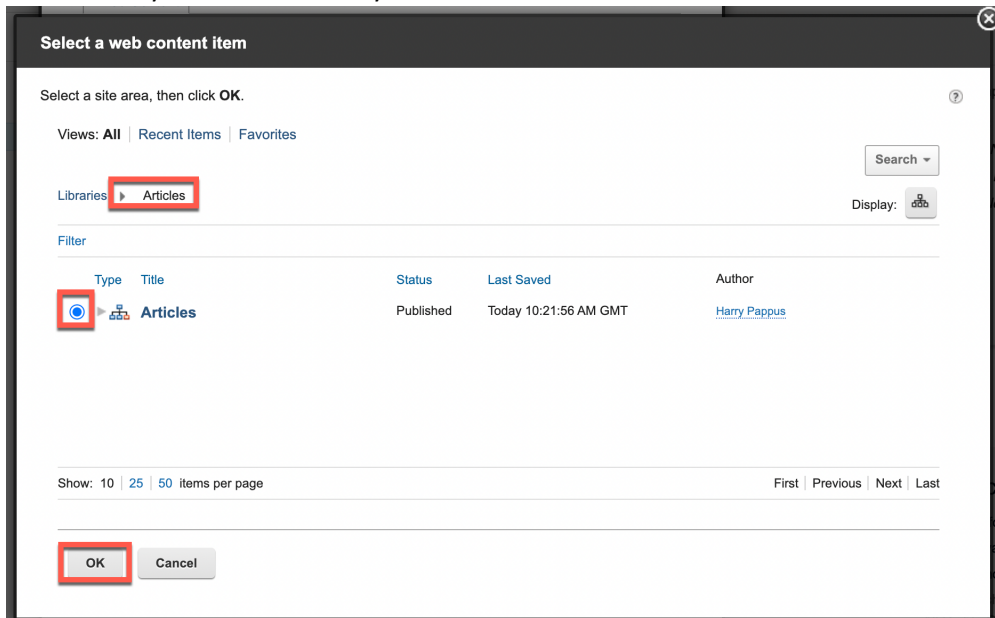 Select a web content item
Select a site area, then click OK.
Views: All Recent Items Favorites
Search
Libraries Articles
Display:
Filter
Type Title Status Last Saved Author
Articles Published Today 10:21:56 AM GMT Harry Pappus
Show: 10 25 50 items per page First Previous Next Last
OK Cancel